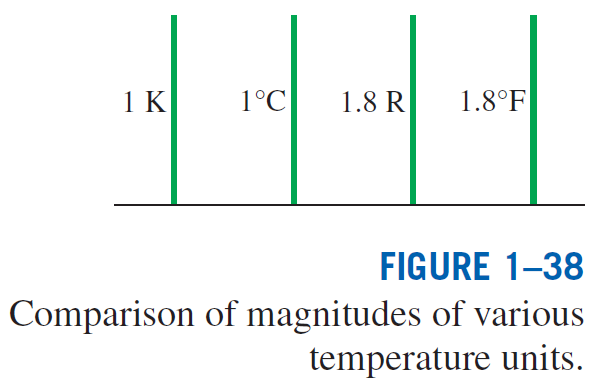 1 K 1°C 1.8 R 1.8°F
FIGURE 1–38
Comparison of magnitudes of various
temperature units.